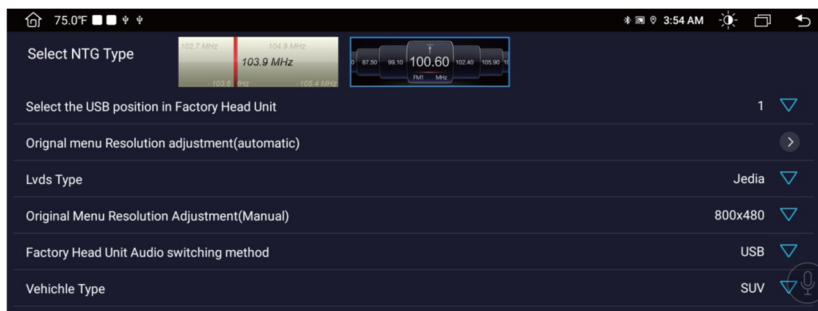 75.0°F
3:54 AM
Select NTG Type
102.7 MHz 104.9 MHz
103.9 MHz
105.4 MHz
87.50 99.10 100.60 102.40 105.90
FM1 MHz
Select the USB position in Factory Head Unit 1
Orignal menu Resolution adjustment(automatic)
Lvds Type Jedia
Original Menu Resolution Adjustment(Manual) 800x480
Factory Head Unit Audio switching method USB
Vehichle Type SUV